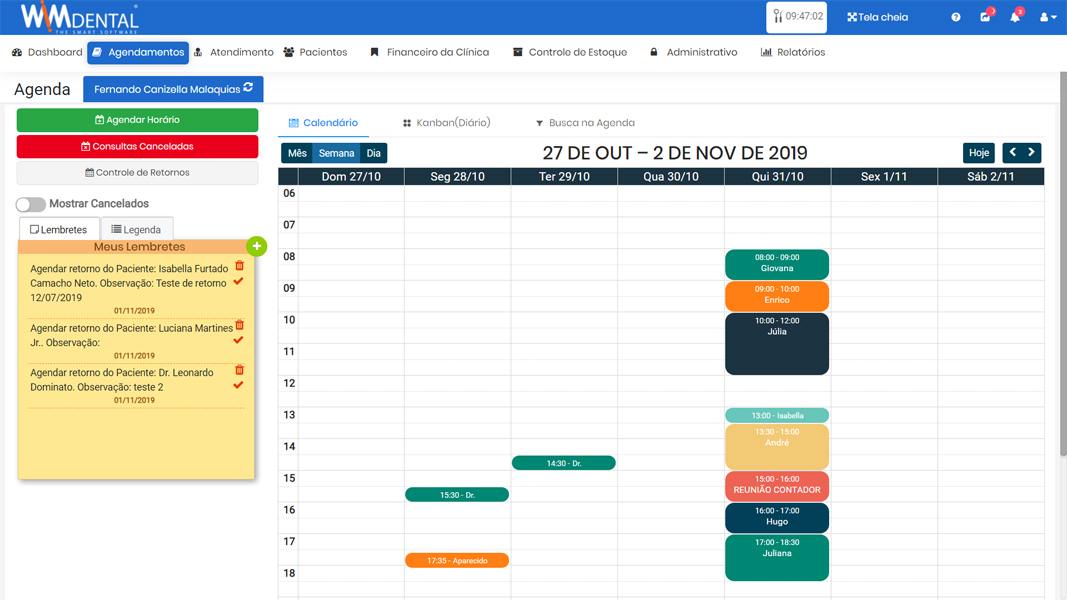 WIMDENTAL
THE SMART SOFTWARE
09:47:02
Tela cheia
3
Dashboard
Agendamentos
Atendimento
Pacientes
Financeiro da Clínica
Controle de Estoque
Administrativo
Relatórios
Agenda
Fernando Canizella Malaquias
Agendar Horário
Consultas Canceladas
Controle de Retornos
Mostrar Cancelados
Lembretes
Legenda
Meus Lembretes
Agendar retorno do Paciente: Isabella Furtado
Camacho Neto. Observação: Teste de retorno
12/07/2019
01/11/2019
Agendar retorno do Paciente: Luciana Martines
Jr.. Observação:
01/11/2019
Agendar retorno do Paciente: Dr. Leonardo
Dominato. Observação: teste 2
01/11/2019
Calendário
Kanban(Diário)
Busca na Agenda
Mês
Semana
Dia
27 DE OUT – 2 DE NOV DE 2019
Hoje
Dom 27/10
Seg 28/10
Ter 29/10
Qua 30/10
Qui 31/10
Sex 1/11
Sáb 2/11
06
07
08
08:00 - 09:00
Giovana
09
09:00 - 10:00
Enrico
10
10:00 - 12:00
Júlia
11
12
13
13:00 - Isabella
13:30 - 15:00
André
14
14:30 - Dr.
15
15:00 - 16:00
REUNIÃO CONTADOR
15:30 - Dr.
16
16:00 - 17:00
Hugo
17
17:00 - 18:30
Juliana
17:35 - Aparecido
18